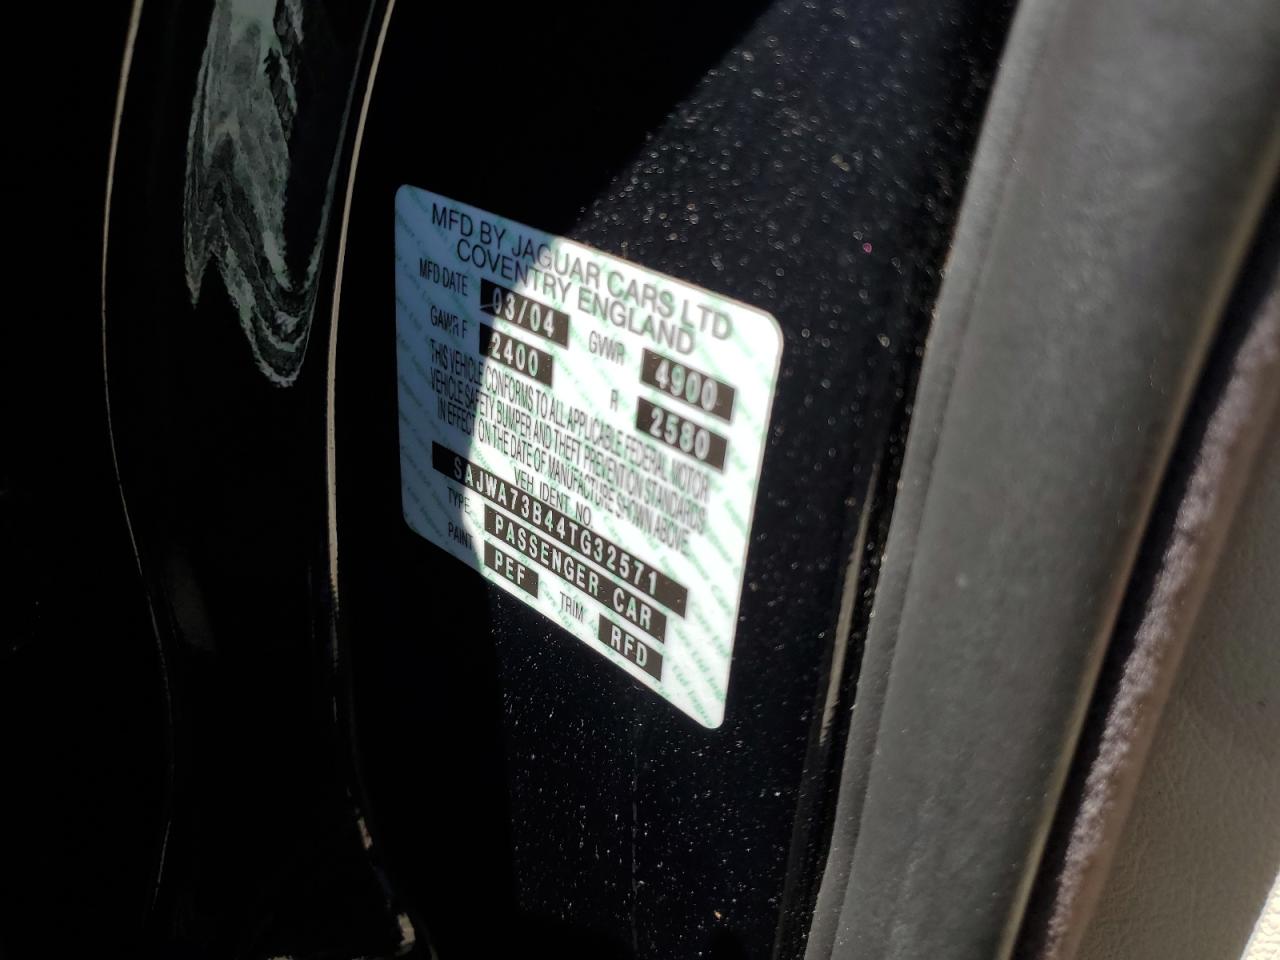 MFD BY JAGUAR CARS LTD
COVENTRY ENGLAND
MFD DATE 03/04 GVWR 4900
GAWR F 2400 R 2580
THIS VEHICLE CONFORMS TO ALL APPLICABLE FEDERAL MOTOR
VEHICLE SAFETY, BUMPER AND THEFT PREVENTION STANDARDS
IN EFFECT ON THE DATE OF MANUFACTURE SHOWN ABOVE
VEH. IDENT. NO.
SAJWA73B44TG32571
TYPE PASSENGER CAR
PAINT PEF TRIM RFD